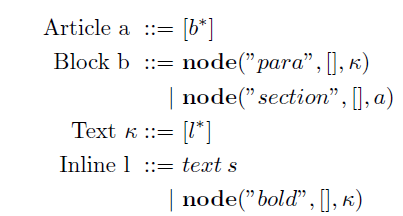 Article a ::= [b*]
Block b ::= node("para", [], κ)
| node("section", [], a)
Text κ ::= [l*]
Inline l ::= text s
| node("bold", [], κ)